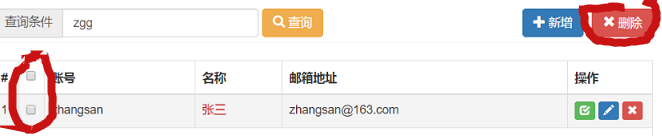 查询条件 zgg 查询 新增 删除
# 账号 名称 邮箱地址 操作
1 zhangsan 张三 zhangsan@163.com